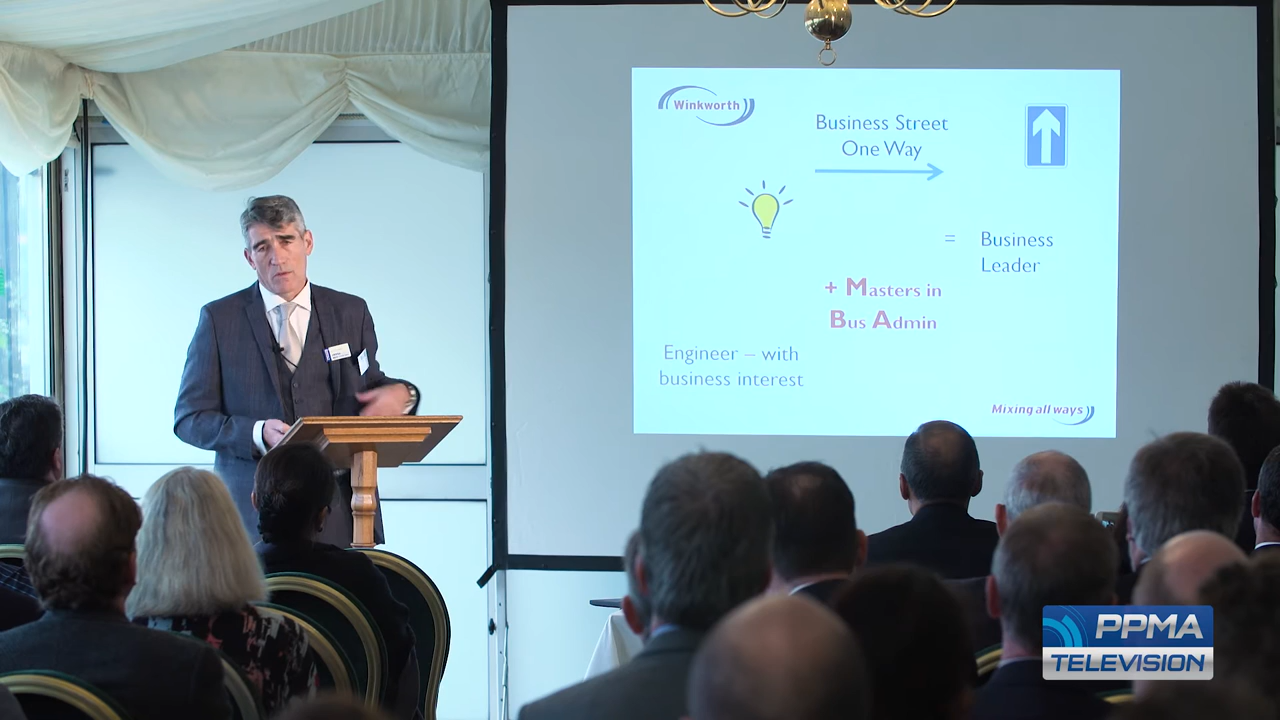 Winkworth
Business Street
One Way
= Business
Leader
+ Masters in
Bus Admin
Engineer – with
business interest
Mixing all ways
PPMA
TELEVISION